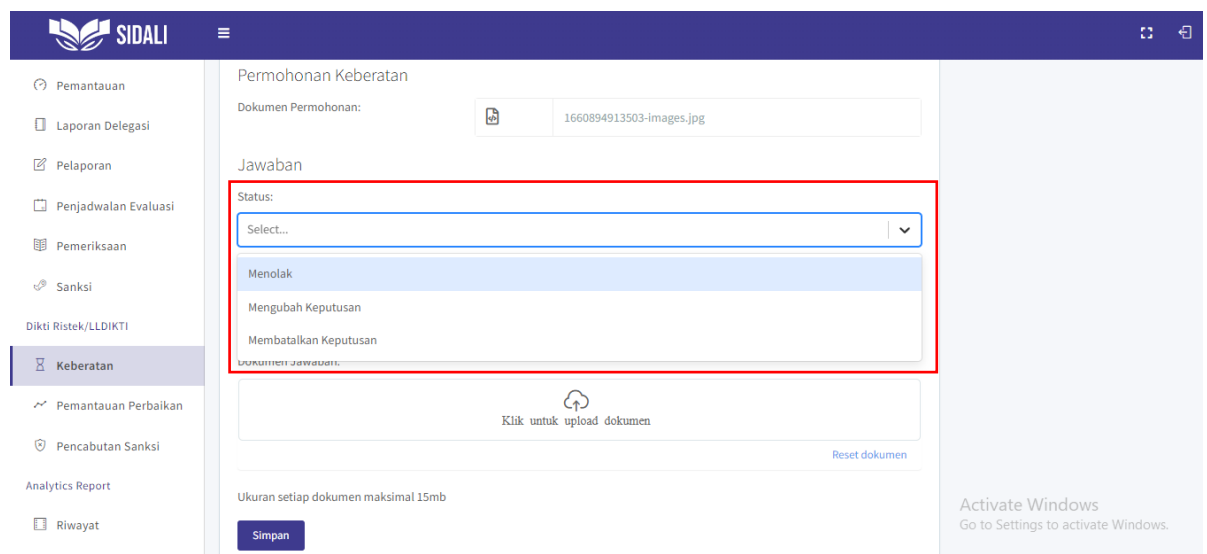 SIDALI
Pemantauan
Laporan Delegasi
Pelaporan
Penjadwalan Evaluasi
Pemeriksaan
Sanksi
Dikti Ristek/LLDIKTI
Keberatan
Pemantauan Perbaikan
Pencabutan Sanksi
Analytics Report
Riwayat
Permohonan Keberatan
Dokumen Permohonan:
1660894913503-images.jpg
Jawaban
Status:
Select...
Menolak
Mengubah Keputusan
Membatalkan Keputusan
Dokumen Jawaban:
Klik untuk upload dokumen
Reset dokumen
Ukuran setiap dokumen maksimal 15mb
Simpan
Activate Windows
Go to Settings to activate Windows.